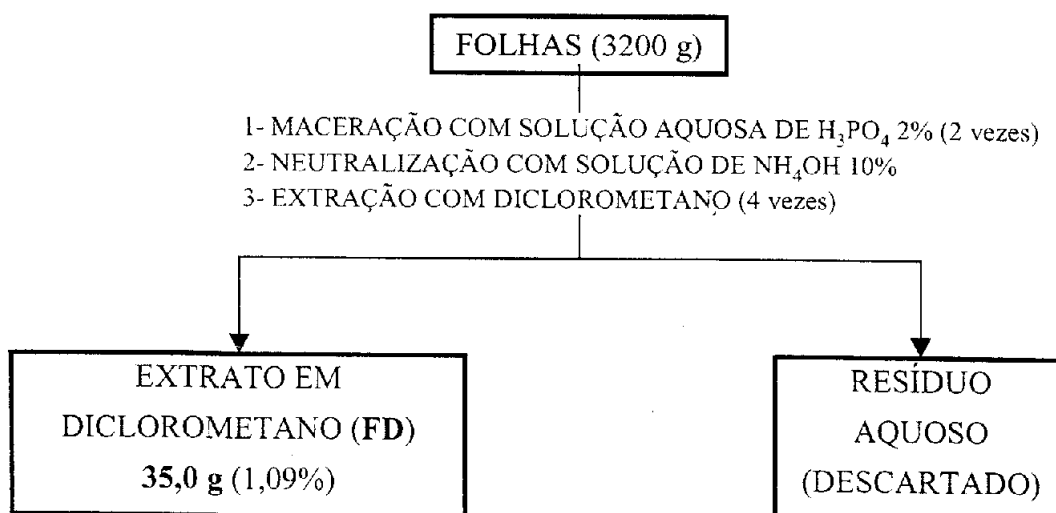 FOLHAS (3200 g)
1- MACERAÇÃO COM SOLUÇÃO AQUOSA DE H₃PO₄ 2% (2 vezes)
2- NEUTRALIZAÇÃO COM SOLUÇÃO DE NH₄OH 10%
3- EXTRAÇÃO COM DICLOROMETANO (4 vezes)
EXTRATO EM
DICLOROMETANO (FD)
35,0 g (1,09%)
RESÍDUO
AQUOSO
(DESCARTADO)